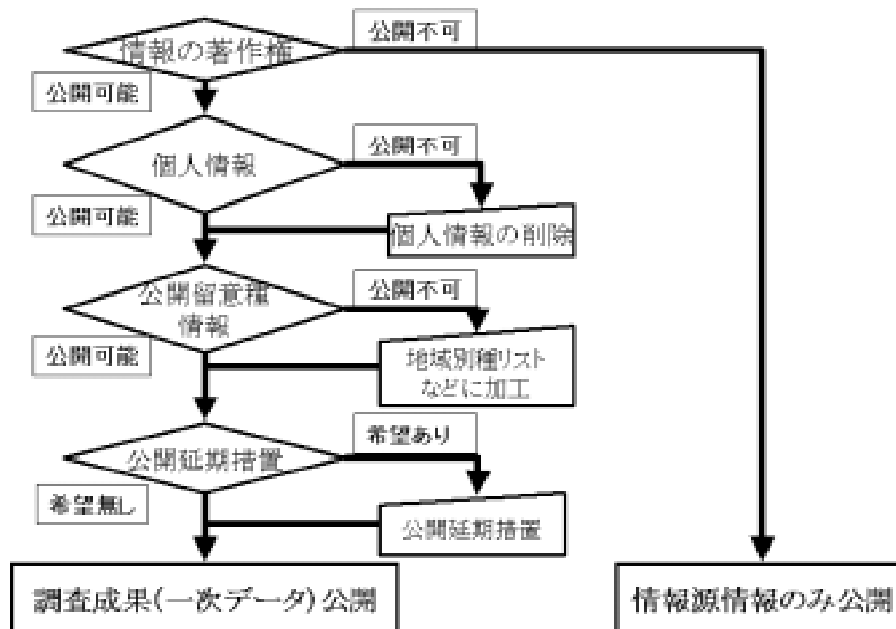 情報の著作権
公開不可
公開可能
個人情報
公開不可
公開可能
個人情報の削除
公開留意種
情報
公開不可
公開可能
地域別種リスト
などに加工
公開延期措置
希望あり
希望無し
公開延期措置
調査成果(一次データ)公開
情報源情報のみ公開